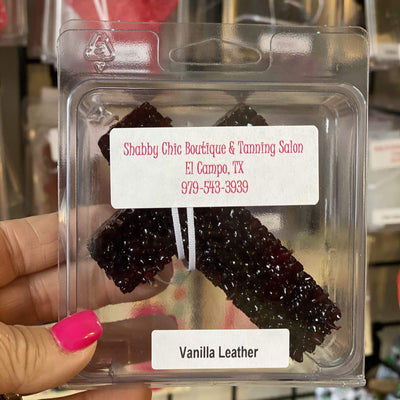 Shabby Chic Boutique & Tanning Salon
El Campo, TX
979-543-3939
Vanilla Leather